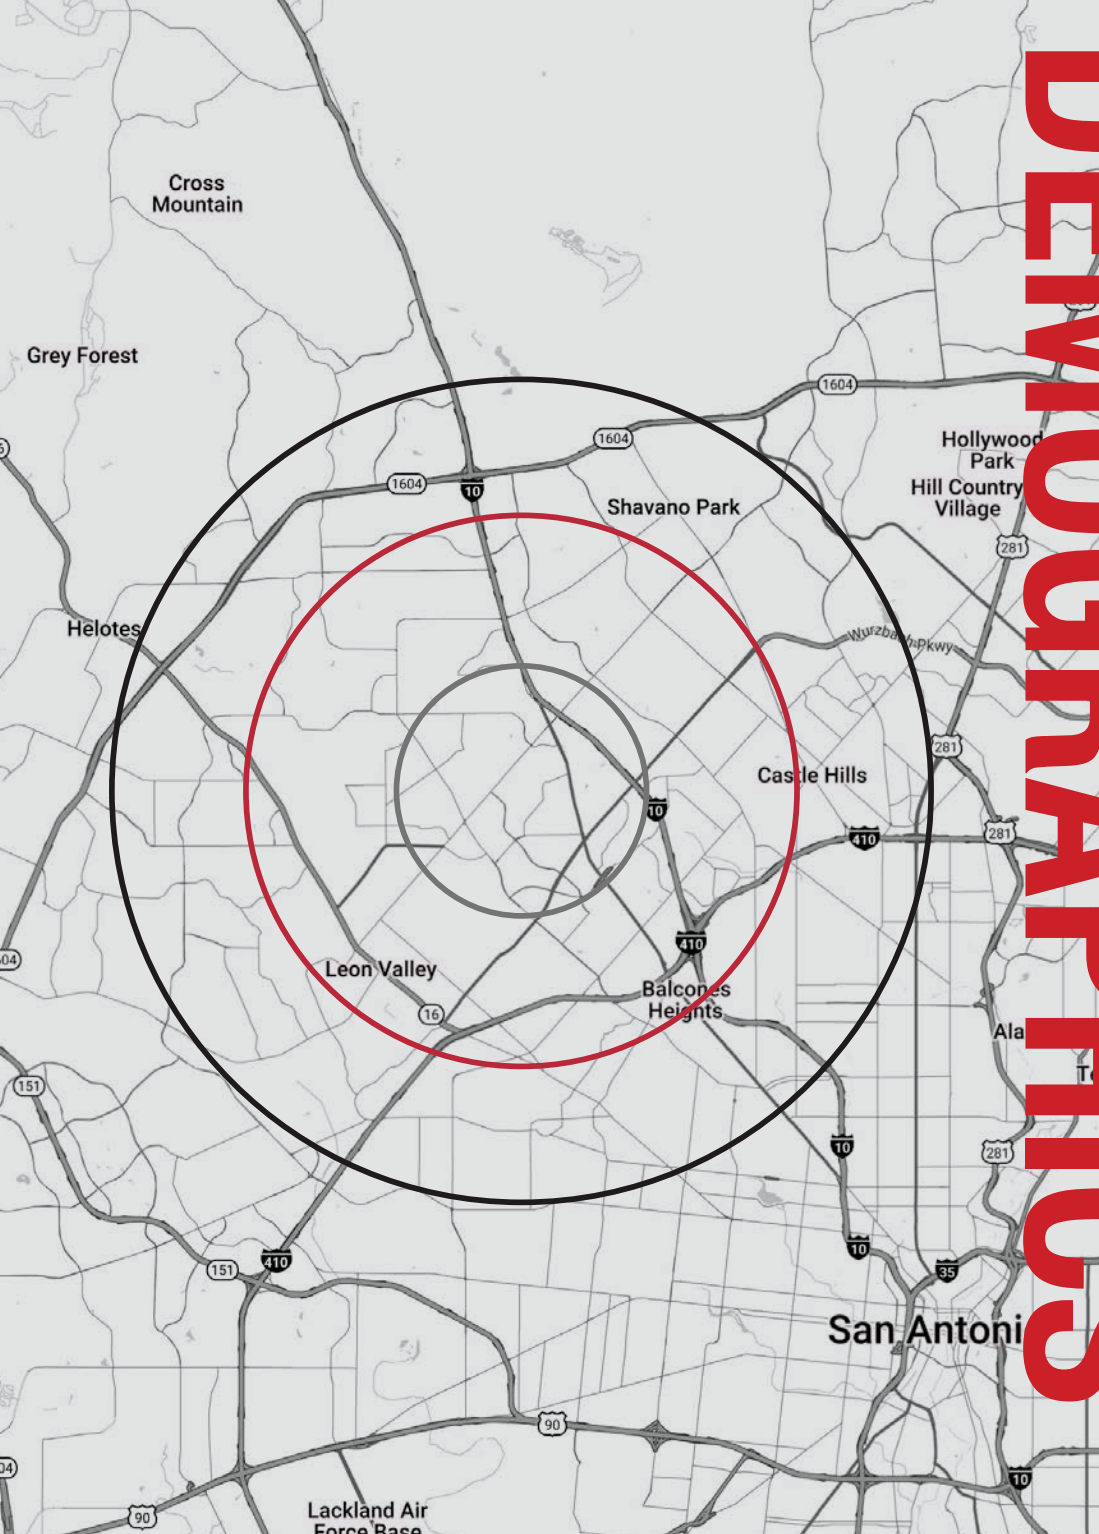 Cross
Mountain
Grey Forest
1604
1604
1604
Hollywood
Park
Hill Country
Village
10
Shavano Park
281
Helotes
Wurzbach Pkwy
281
Castle Hills
10
410
281
410
Leon Valley
Balcones
Heights
16
Ala
151
10
281
10
151
410
35
San Antoni
90
10
90
Lackland Air
Force Base
DEMOGRAPHICS